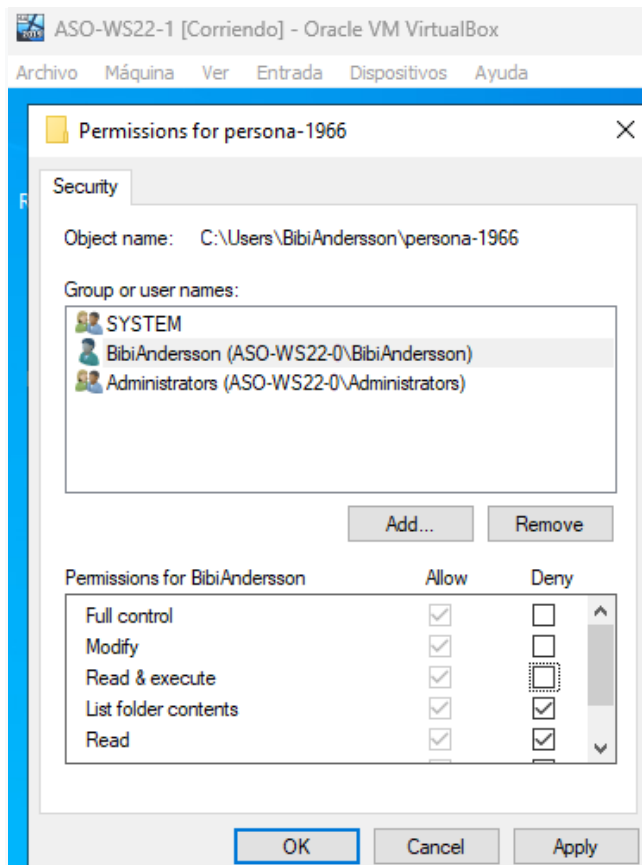 ASO-WS22-1 [Corriendo] - Oracle VM VirtualBox
Archivo Máquina Ver Entrada Dispositivos Ayuda
Permissions for persona-1966
Security
Object name: C:\Users\BibiAndersson\persona-1966
Group or user names:
SYSTEM
BibiAndersson (ASO-WS22-0\BibiAndersson)
Administrators (ASO-WS22-0\Administrators)
Add... Remove
Permissions for BibiAndersson Allow Deny
Full control
Modify
Read & execute
List folder contents
Read
OK Cancel Apply